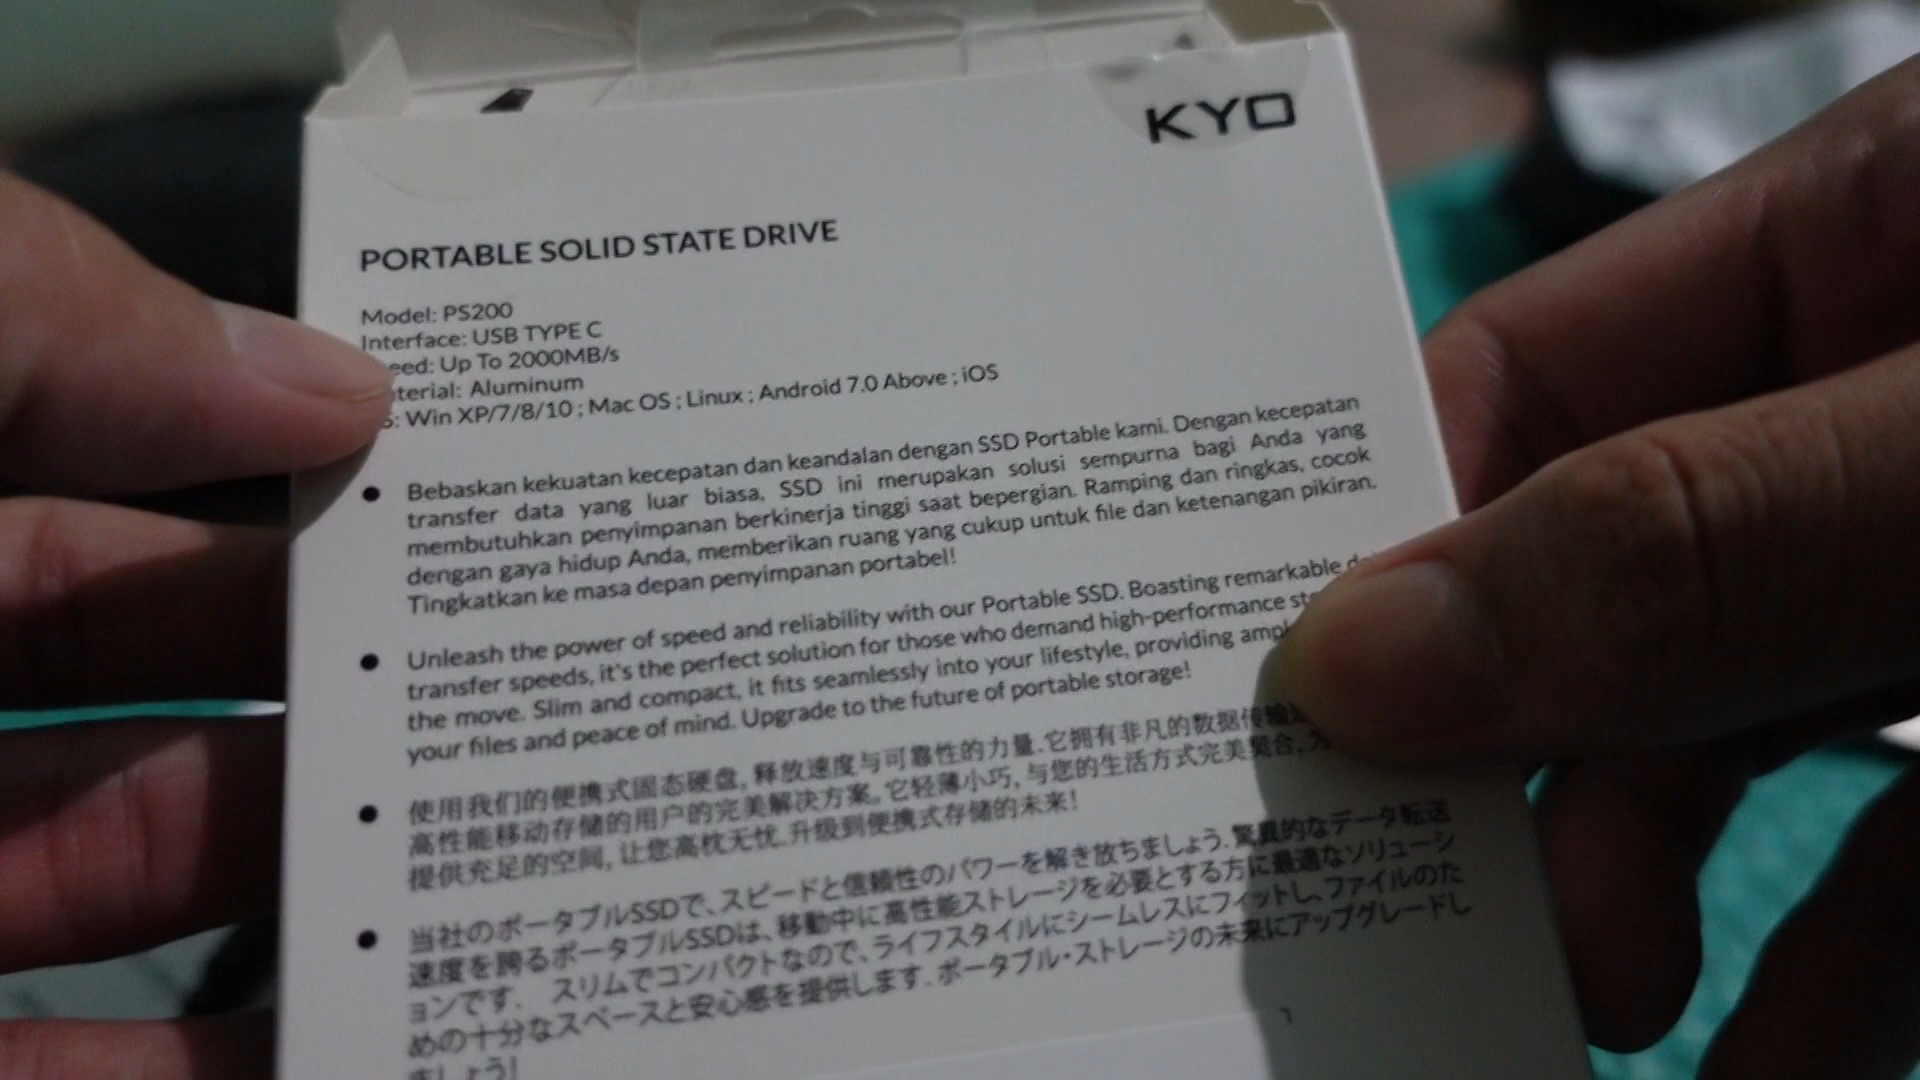 KYO
PORTABLE SOLID STATE DRIVE
Model: PS200
Interface: USB TYPE C
eed: Up To 2000MB/s
terial: Aluminum
S: Win XP/7/8/10 ; Mac OS ; Linux ; Android 7.0 Above ; iOS
● Bebaskan kekuatan kecepatan dan keandalan dengan SSD Portable kami. Dengan kecepatan
transfer data yang luar biasa, SSD ini merupakan solusi sempurna bagi Anda yang
membutuhkan penyimpanan berkinerja tinggi saat bepergian. Ramping dan ringkas, cocok
dengan gaya hidup Anda, memberikan ruang yang cukup untuk file dan ketenangan pikiran.
Tingkatkan ke masa depan penyimpanan portabel!
● Unleash the power of speed and reliability with our Portable SSD. Boasting remarkable
transfer speeds, it's the perfect solution for those who demand high-performance
the move. Slim and compact, it fits seamlessly into your lifestyle, providing
your files and peace of mind. Upgrade to the future of portable storage!
● 使用我们的便携式固态硬盘, 释放速度与可靠性的力量.它拥有非凡的数据传输
高性能移动存储的用户的完美解决方案。它轻薄小巧, 与您的生活方式完美契合,
提供充足的空间, 让您高枕无忧.升级到便携式存储的未来!
● 当社のポータブルSSDで、スピードと信頼性のパワーを解き放ちましょう. 驚異的なデータ転送
速度を誇るポータブルSSDは、移動中に高性能ストレージを必要とする方に最適なソリューシ
ョンです. スリムでコンパクトなので、ライフスタイルにシームレスにフィットし、ファイルのた
めの十分なスペースと安心感を提供します. ポータブル・ストレージの未来にアップグレードし
ましょう!